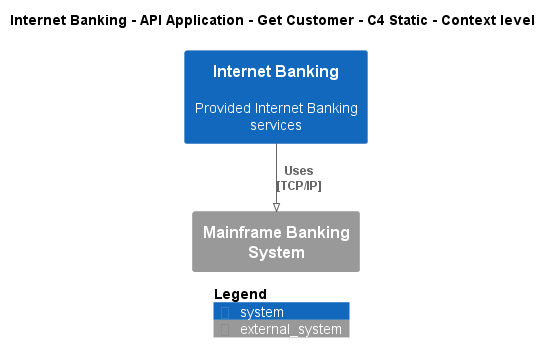 Internet Banking - API Application - Get Customer - C4 Static - Context level
Internet Banking
Provided Internet Banking
services
Uses
[TCP/IP]
Mainframe Banking
System
Legend
system
external_system